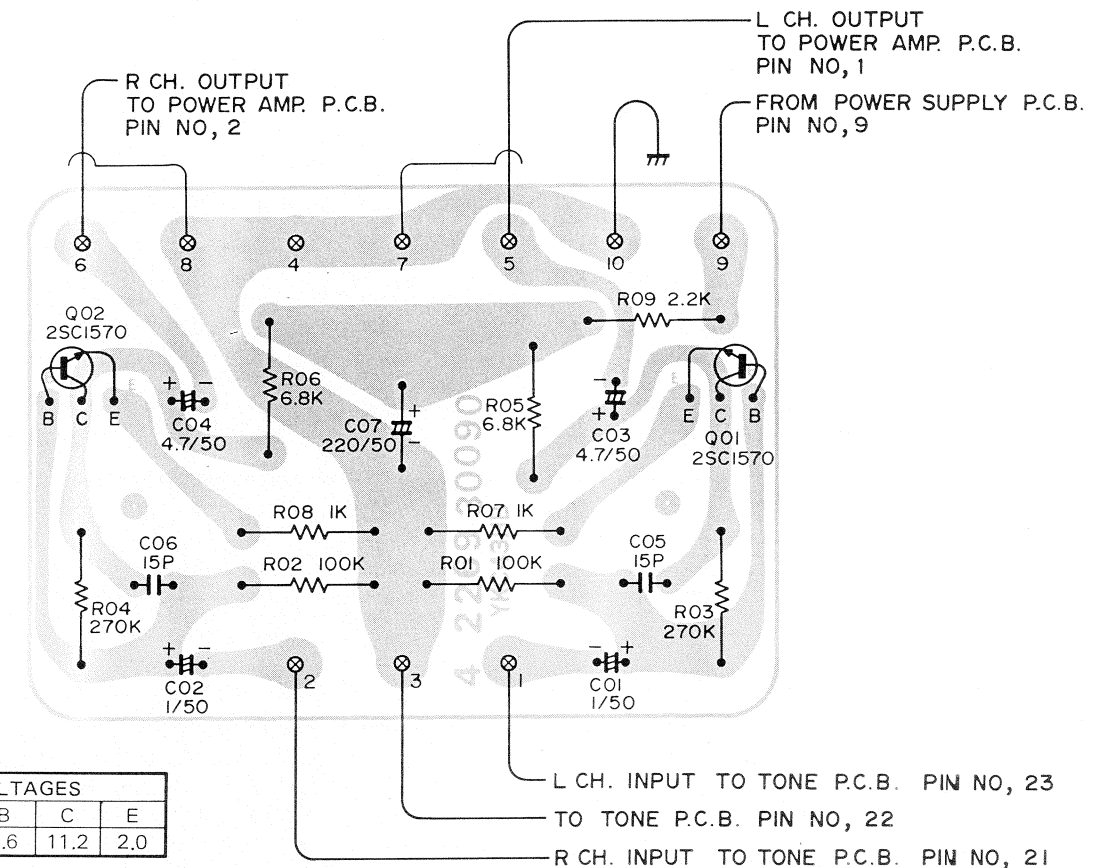 L CH. OUTPUT
TO POWER AMP. P.C.B.
PIN NO, 1
R CH. OUTPUT
TO POWER AMP. P.C.B.
PIN NO, 2
FROM POWER SUPPLY P.C.B.
PIN NO, 9
6 8 4 7 5 10 9
R09 2.2K
Q02
2SC1570
R06
6.8K
+ −
C04
4.7/50
B C E
C07
220/50
+
−
R05
6.8K
−
+
C03
4.7/50
E C B
Q01
2SC1570
E
E
R08 1K
R07 1K
C06
15P
R02 100K
R01 100K
C05
15P
R04
270K
R03
270K
+ −
C02
1/50
2
3
1
− +
C01
1/50
L CH. INPUT TO TONE P.C.B. PIN NO, 23
TO TONE P.C.B. PIN NO, 22
R CH. INPUT TO TONE P.C.B. PIN NO, 21
LTAGES
B C E
.6 11.2 2.0